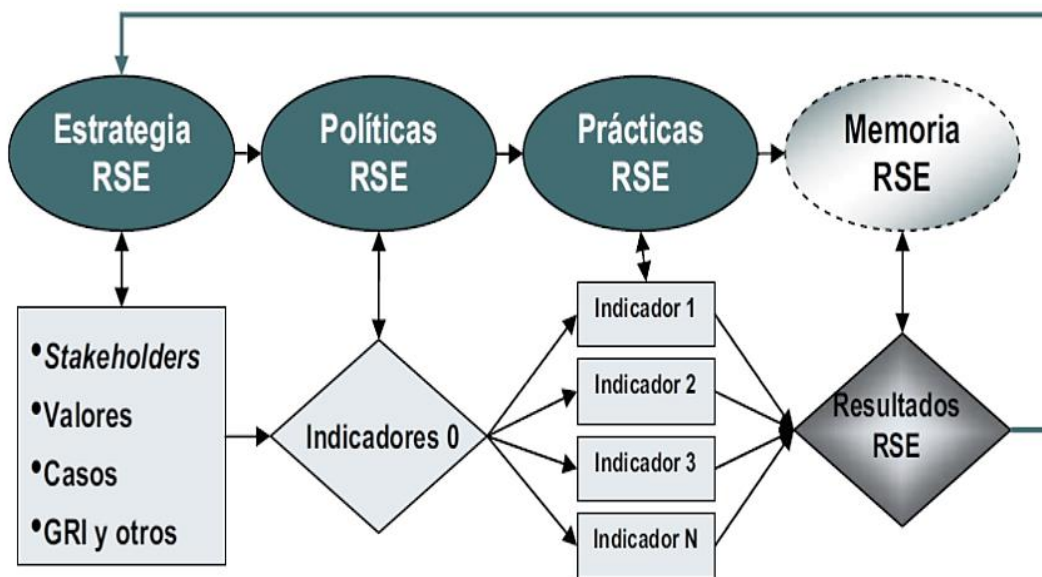 Estrategia
RSE
Políticas
RSE
Prácticas
RSE
Memoria
RSE
•Stakeholders
•Valores
•Casos
•GRI y otros
Indicadores 0
Indicador 1
Indicador 2
Indicador 3
Indicador N
Resultados
RSE